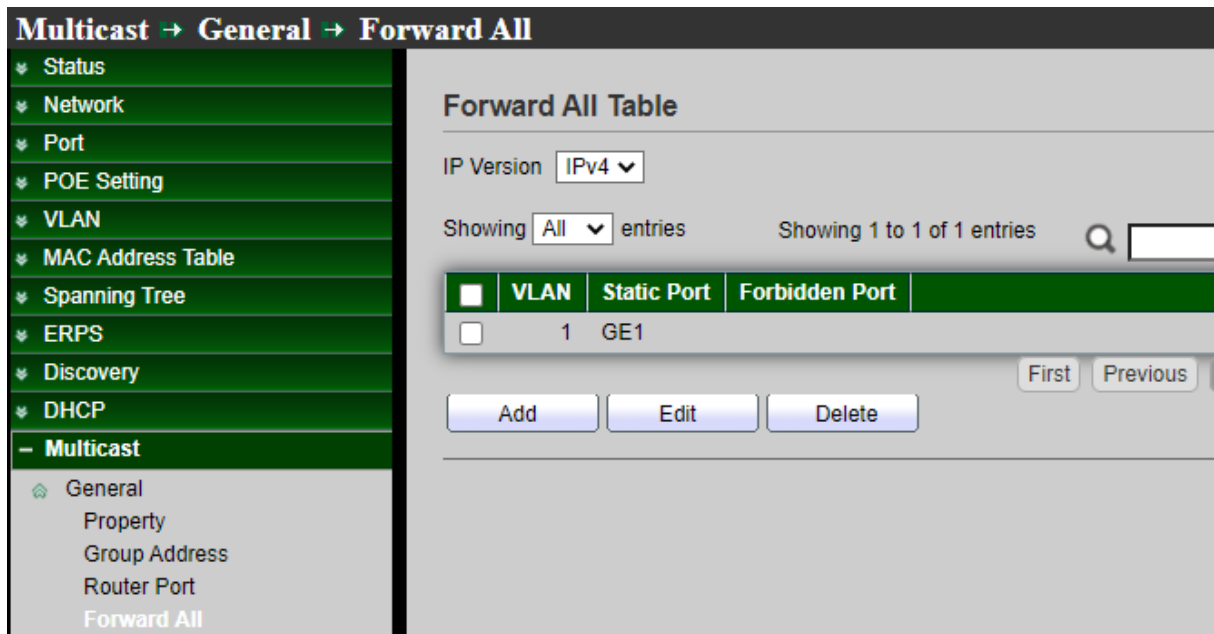 Multicast → General → Forward All
Status
Network
Port
POE Setting
VLAN
MAC Address Table
Spanning Tree
ERPS
Discovery
DHCP
Multicast
General
Property
Group Address
Router Port
Forward All
Forward All Table
IP Version IPv4
Showing All entries Showing 1 to 1 of 1 entries
VLAN Static Port Forbidden Port
1 GE1
First Previous
Add Edit Delete